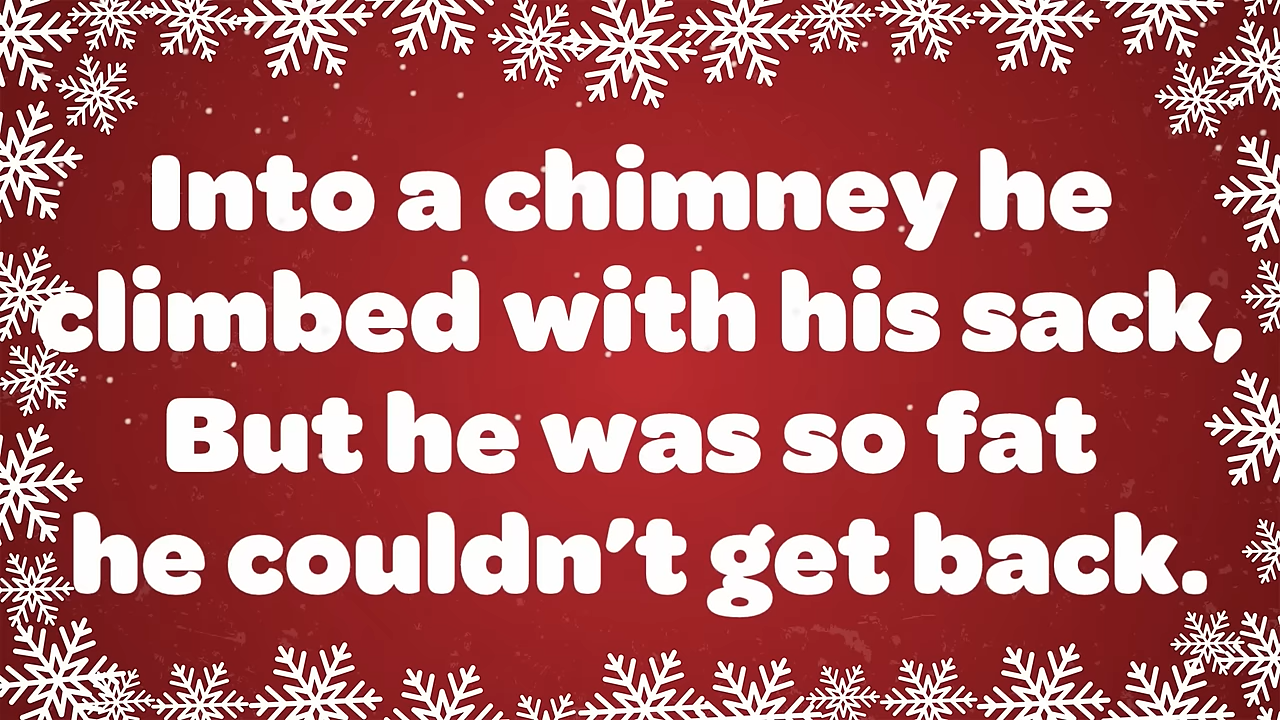 Into a chimney he
climbed with his sack,
But he was so fat
he couldn’t get back.